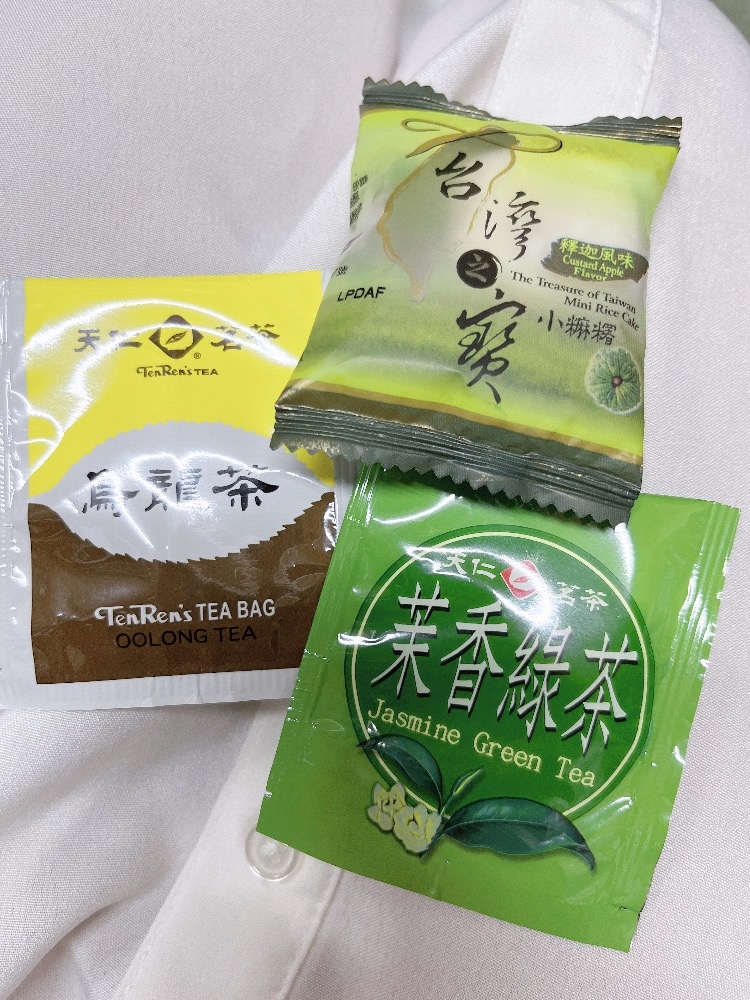 台灣之寶
釋迦風味
Custard Apple
Flavor
The Treasure of Taiwan
Mini Rice Cake
小麻糬
號
LPDAF
天仁 茗茶
®
TenRen's TEA
烏龍茶
TenRen's TEA BAG
OOLONG TEA
天仁 茗茶
茉香綠茶
Jasmine Green Tea